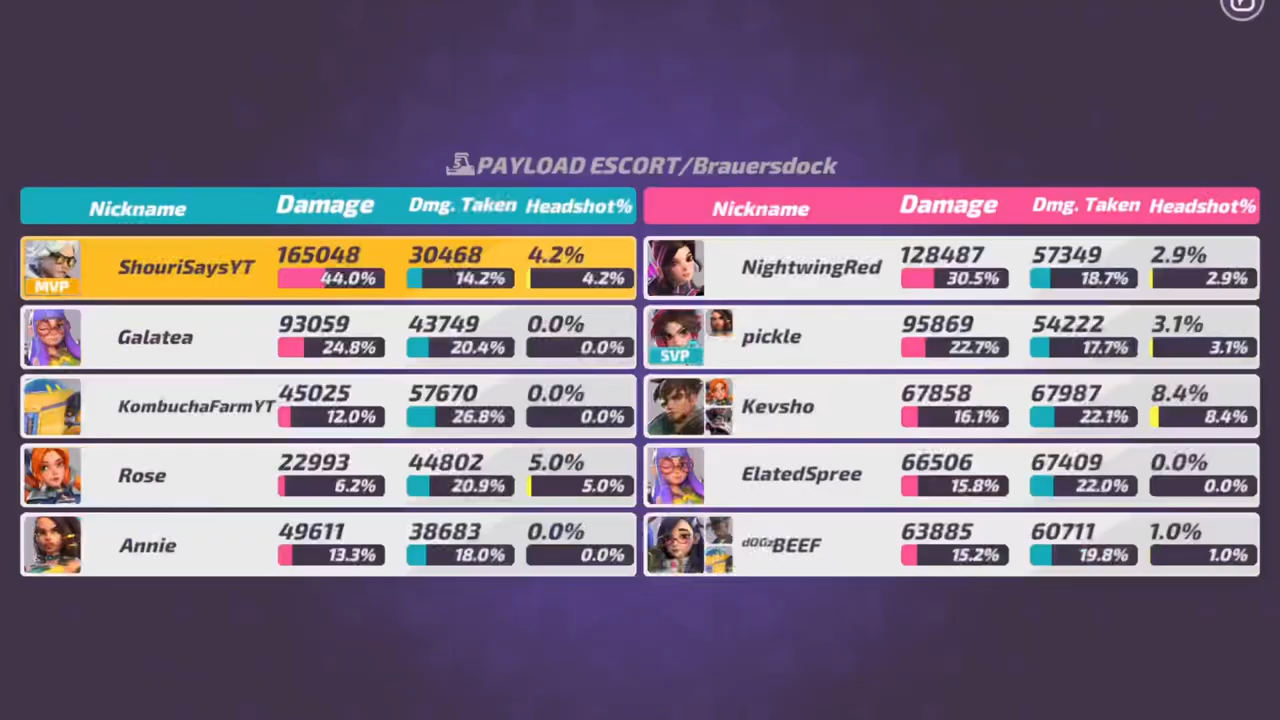 PAYLOAD ESCORT/Brauersdock
Nickname Damage Dmg. Taken Headshot%
MVP ShouriSaysYT 165048 30468 4.2%
44.0% 14.2% 4.2%
Galatea 93059 43749 0.0%
24.8% 20.4% 0.0%
KombuchaFarmYT 45025 57670 0.0%
12.0% 26.8% 0.0%
Rose 22993 44802 5.0%
6.2% 20.9% 5.0%
Annie 49611 38683 0.0%
13.3% 18.0% 0.0%
Nickname Damage Dmg. Taken Headshot%
NightwingRed 128487 57349 2.9%
30.5% 18.7% 2.9%
SVP pickle 95869 54222 3.1%
22.7% 17.7% 3.1%
Kevsho 67858 67987 8.4%
16.1% 22.1% 8.4%
ElatedSpree 66506 67409 0.0%
15.8% 22.0% 0.0%
BEEF 63885 60711 1.0%
15.2% 19.8% 1.0%